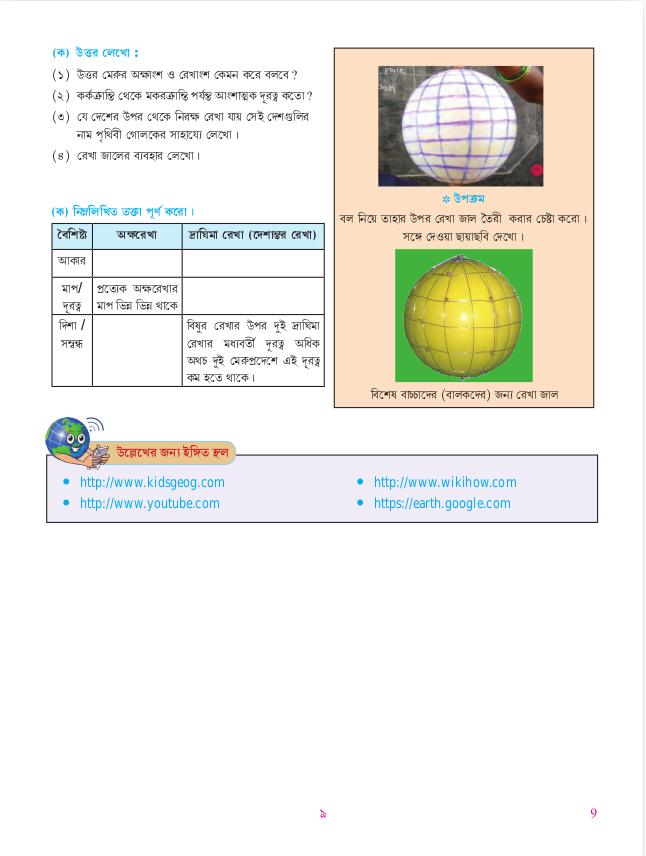 (ক) উত্তর লেখো :
(১) উত্তর মেরুর অক্ষাংশ ও রেখাংশ কেমন করে বলবে ?
(২) কর্কক্রান্তি থেকে মকরক্রান্তি পর্যন্ত আংশাত্মক দূরত্ব কতো ?
(৩) যে দেশের উপর থেকে নিরক্ষ রেখা যায় সেই দেশগুলির
নাম পৃথিবী গোলকের সাহায্যে লেখো ।
(৪) রেখা জালের ব্যবহার লেখো ।
(ক) নিম্নলিখিত তক্তা পূর্ণ করো ।
বৈশিষ্ট্য অক্ষরেখা দ্রাঘিমা রেখা (দেশান্তর রেখা)
আকার
মাপ/ প্রত্যেক অক্ষরেখার
দূরত্ব মাপ ভিন্ন ভিন্ন থাকে
দিশা / বিষুর রেখার উপর দুই দ্রাঘিমা
সম্বন্ধ রেখার মধ্যবর্তী দূরত্ব অধিক
অথচ দুই মেরুপ্রদেশে এই দূরত্ব
কম হতে থাকে ।
* উপক্রম
বল নিয়ে তাহার উপর রেখা জাল তৈরী করার চেষ্টা করো ।
সঙ্গে দেওয়া ছায়াছবি দেখো ।
বিশেষ বাচ্চাদের (বালকদের) জন্য রেখা জাল
উল্লেখের জন্য ইঙ্গিত স্থল
• http://www.kidsgeog.com
• http://www.youtube.com
• http://www.wikihow.com
• https://earth.google.com
৯
9